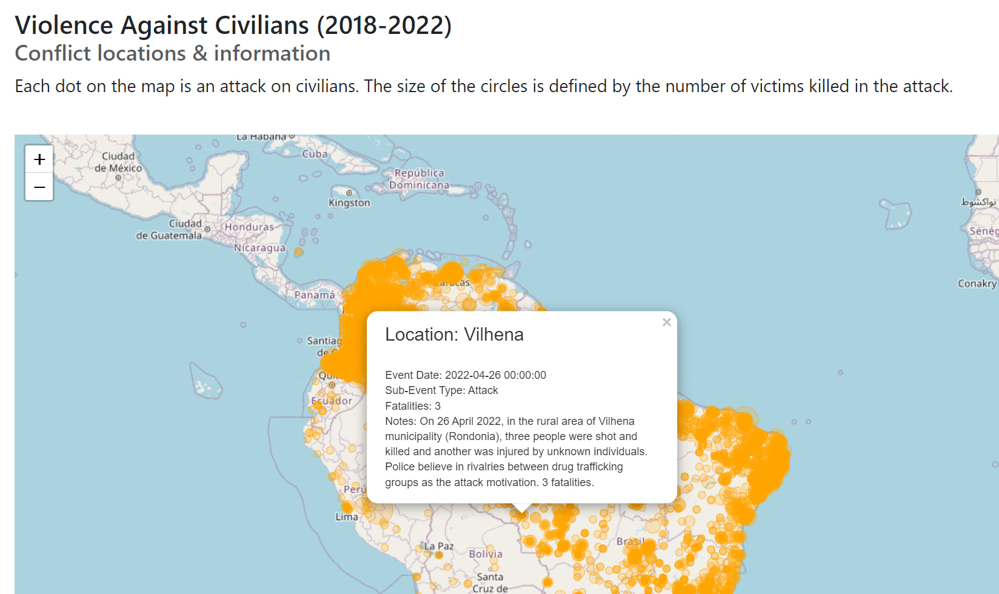 Violence Against Civilians (2018-2022)
Conflict locations & information
Each dot on the map is an attack on civilians. The size of the circles is defined by the number of victims killed in the attack.
+
−
La Habana
Cuba
Ciudad
de México
República
Dominicana
Kingston
نواكشوط
Ciudad
de Guatemala
Honduras
Nicaragua
Sénég
Caracas
Conakry
Panamá
Santiag
de C
Quit
Ecuador
Perú
Lima
×
Location: Vilhena
Event Date: 2022-04-26 00:00:00
Sub-Event Type: Attack
Fatalities: 3
Notes: On 26 April 2022, in the rural area of Vilhena
municipality (Rondonia), three people were shot and
killed and another was injured by unknown individuals.
Police believe in rivalries between drug trafficking
groups as the attack motivation. 3 fatalities.
La Paz
Bolivia
Brasil
Santa
Cruz de